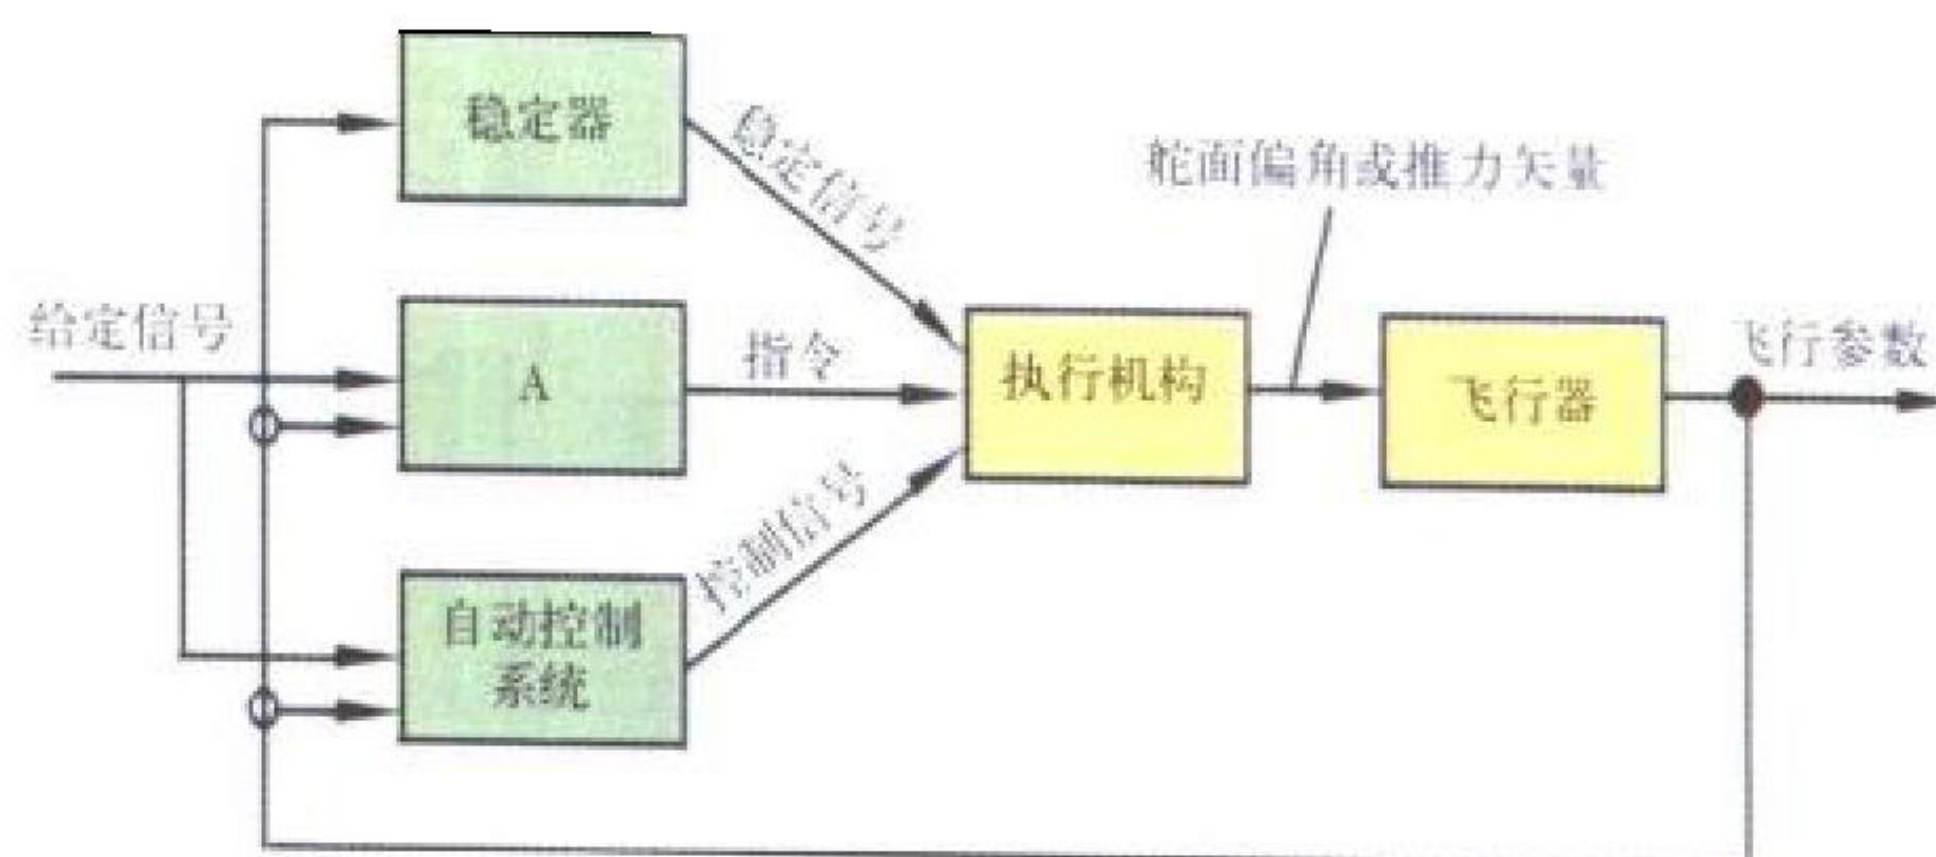 稳定器
稳定信号
舵面偏角或推力矢量
给定信号
A
指令
执行机构
飞行器
飞行参数
自动控制
系统
控制信号